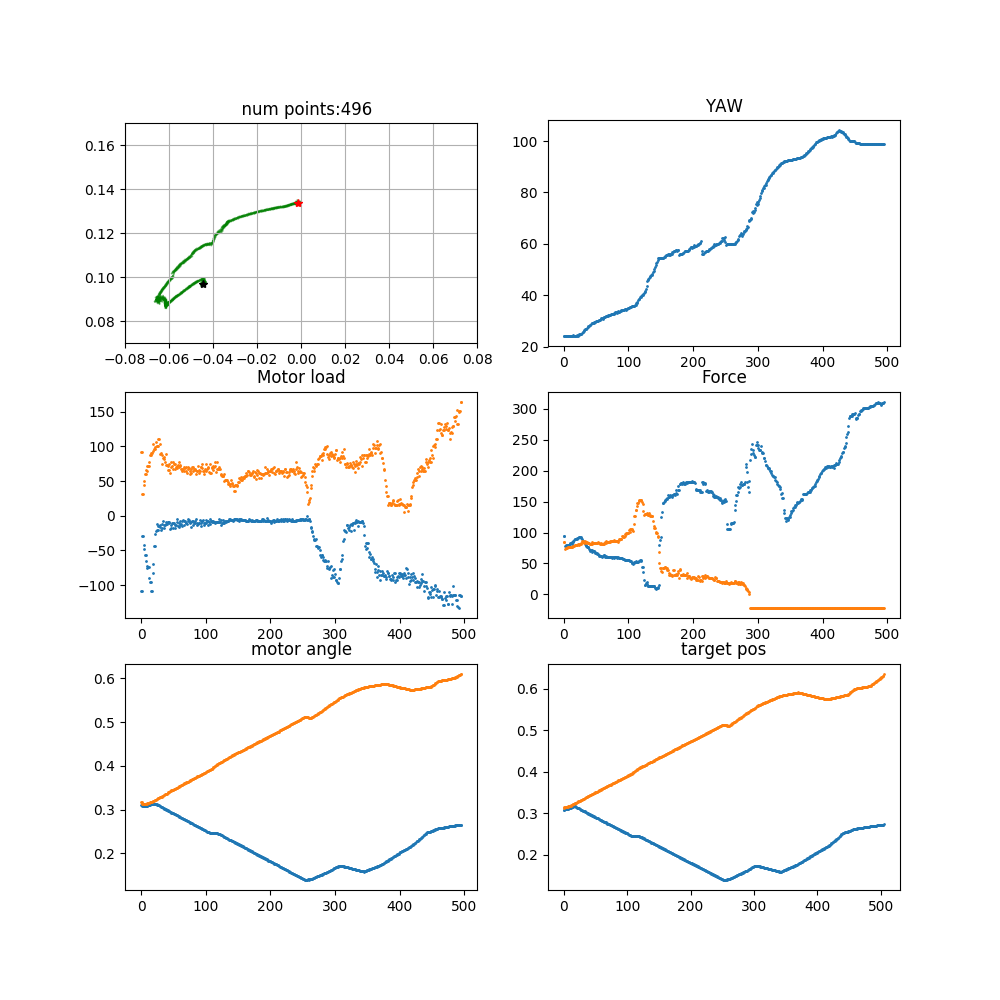 num points:496
0.16
0.14
0.12
0.10
0.08
−0.08 −0.06 −0.04 −0.02 0.00 0.02 0.04 0.06 0.08
YAW
100
80
60
40
20
0 100 200 300 400 500
Motor load
150
100
50
0
−50
−100
0 100 200 300 400 500
Force
300
250
200
150
100
50
0
0 100 200 300 400 500
motor angle
0.6
0.5
0.4
0.3
0.2
0 100 200 300 400 500
target pos
0.6
0.5
0.4
0.3
0.2
0 100 200 300 400 500